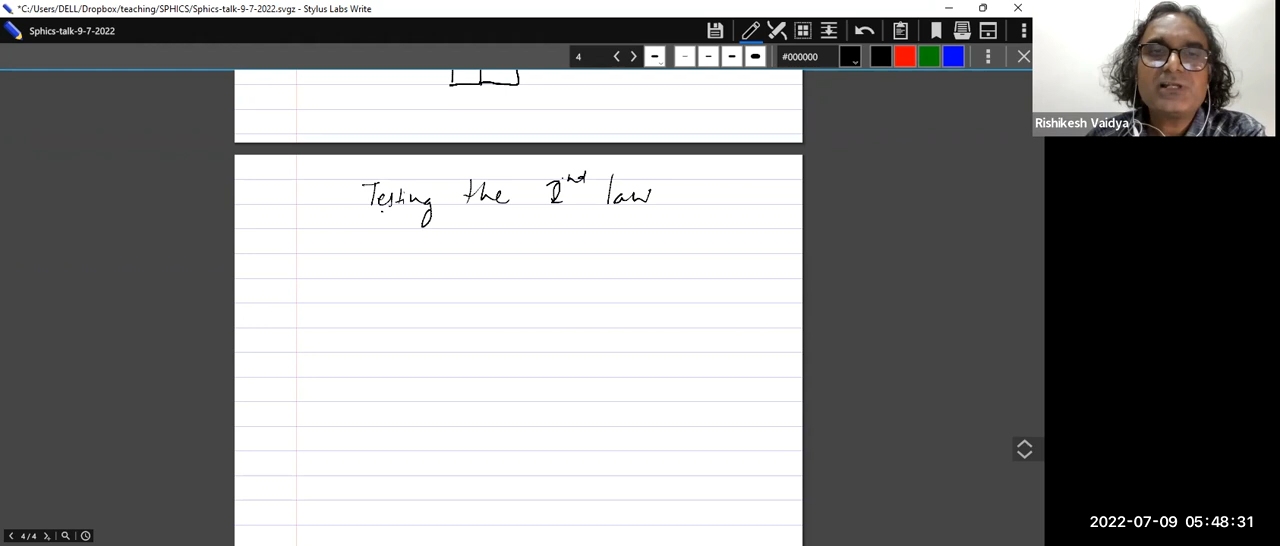 *C:/Users/DELL/Dropbox/teaching/SPHICS/Sphics-talk-9-7-2022.svgz - Stylus Labs Write
Sphics-talk-9-7-2022
4
#000000
Rishikesh Vaidya
Testing the 2nd law
4/4
2022-07-09 05:48:31